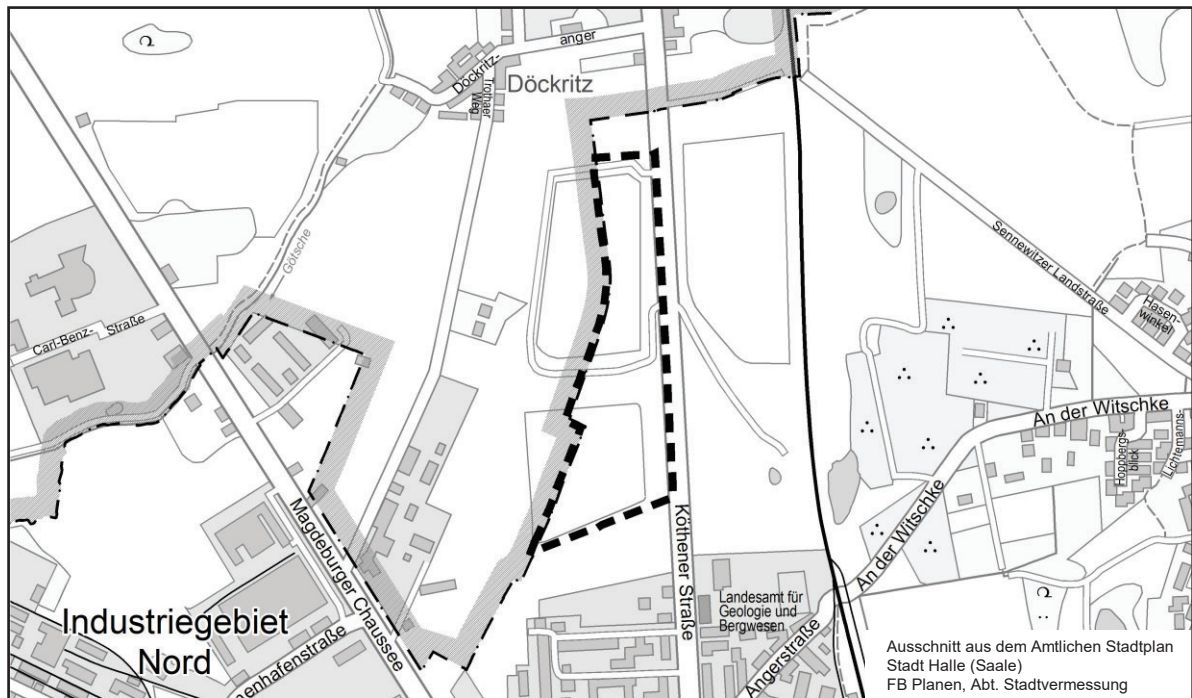 anger
Döckritz-
Döckritz
Trothaer
Weg
Götsche
Carl-Benz-
Straße
Sennewitzer Landstraße
Hasen-
winkel
An der Witschke
Hoppbergs-
blick
Lichtemanns-
An der Witschke
Magdeburger Chaussee
Köthener Straße
Landesamt für
Geologie und
Bergwesen
Angerstraße
Industriegebiet
Nord
enhafenstraße
Ausschnitt aus dem Amtlichen Stadtplan
Stadt Halle (Saale)
FB Planen, Abt. Stadtvermessung